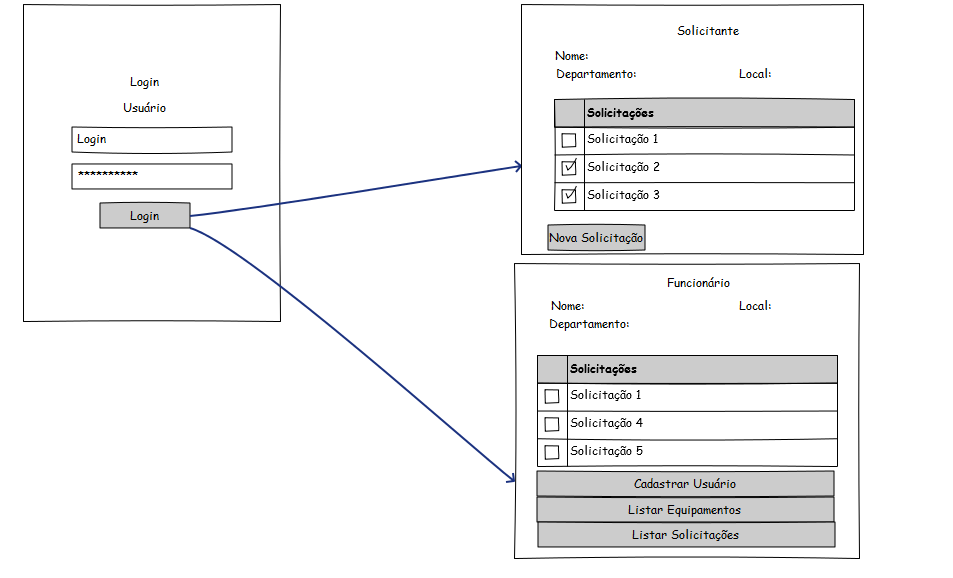 Login
Usuário
Login
**********
Login
Solicitante
Nome:
Departamento: Local:
Solicitações
Solicitação 1
Solicitação 2
Solicitação 3
Nova Solicitação
Funcionário
Nome: Local:
Departamento:
Solicitações
Solicitação 1
Solicitação 4
Solicitação 5
Cadastrar Usuário
Listar Equipamentos
Listar Solicitações